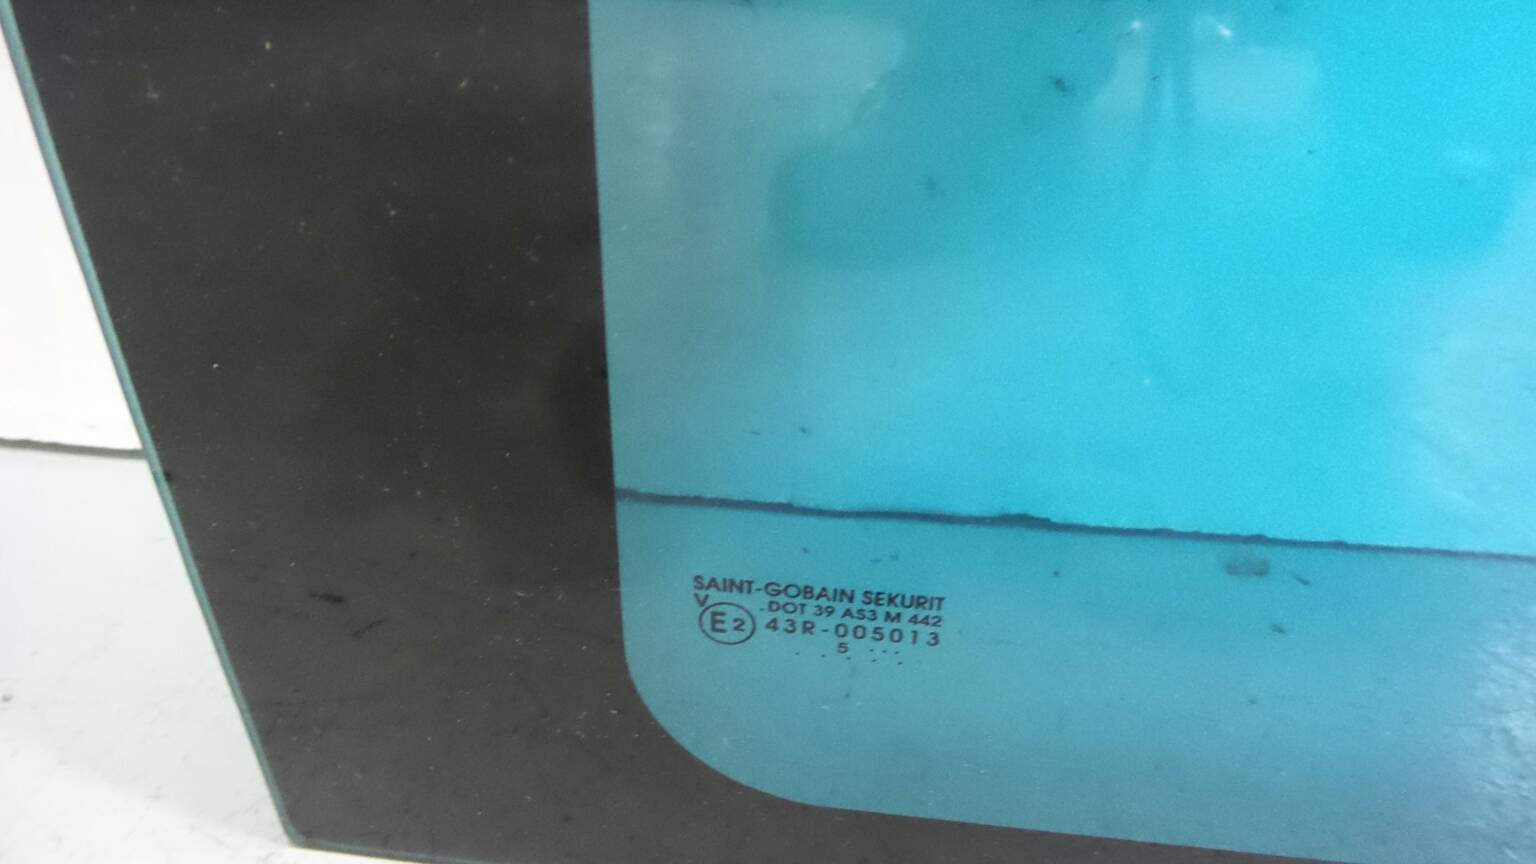 SAINT-GOBAIN SEKURIT
V
.DOT 39 AS3 M 442
E2 43R-005013
5